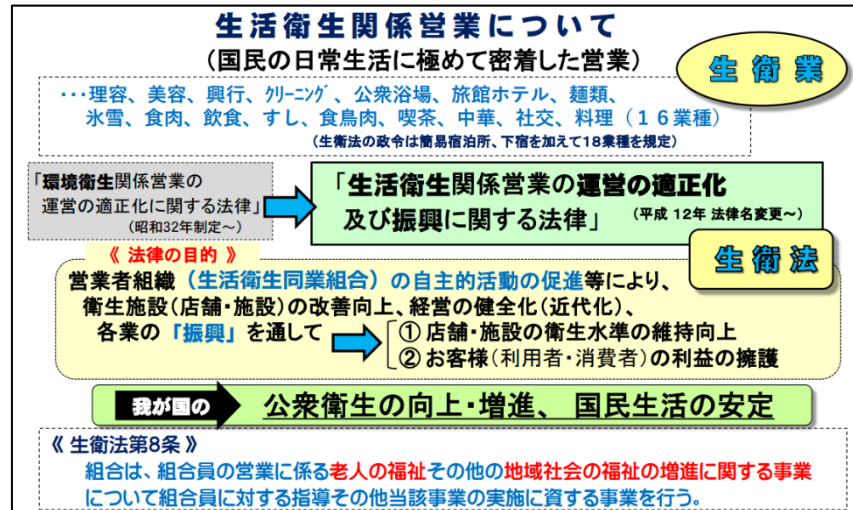 生活衛生関係営業について
(国民の日常生活に極めて密着した営業)
生衛業
･･･理容、美容、興行、ｸﾘｰﾆﾝｸﾞ、公衆浴場、旅館ホテル、麺類、
氷雪、食肉、飲食、すし、食鳥肉、喫茶、中華、社交、料理（１６業種）
(生衛法の政令は簡易宿泊所、下宿を加えて18業種を規定)
「環境衛生関係営業の
運営の適正化に関する法律」
(昭和32年制定～)
「生活衛生関係営業の運営の適正化
及び振興に関する法律」 (平成 12年 法律名変更～)
生衛法
《 法律の目的 》
営業者組織（生活衛生同業組合）の自主的活動の促進等により、
衛生施設(店舗・施設)の改善向上、経営の健全化(近代化)、
各業の「振興」を通して
① 店舗・施設の衛生水準の維持向上
② お客様(利用者・消費者)の利益の擁護
我が国の 公衆衛生の向上・増進、 国民生活の安定
《 生衛法第8条 》
組合は、組合員の営業に係る老人の福祉その他の地域社会の福祉の増進に関する事業
について組合員に対する指導その他当該事業の実施に資する事業を行う。